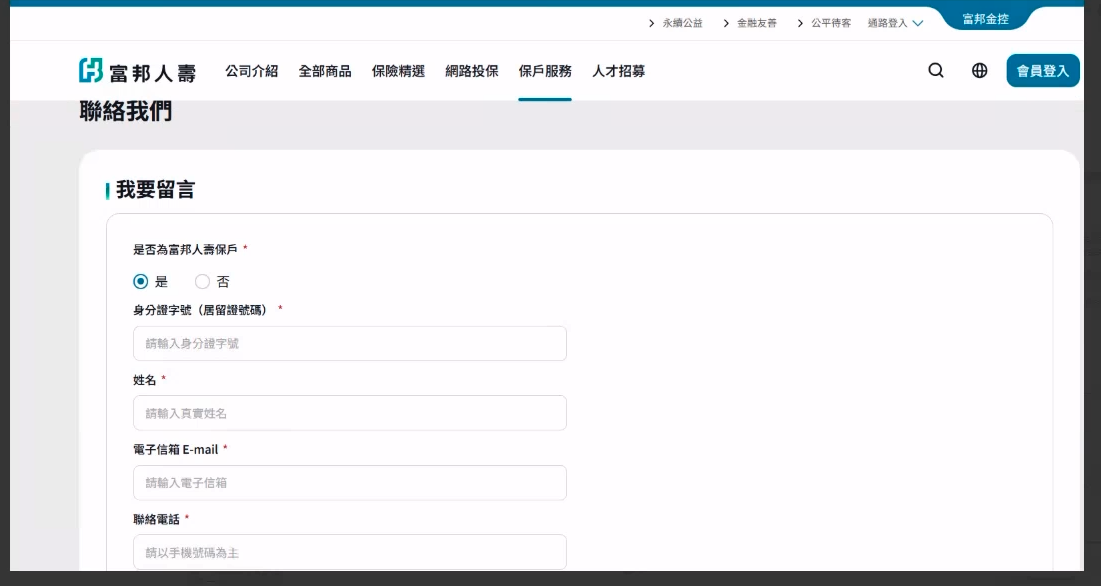 永續公益 金融友善 公平待客 通路登入 富邦金控
富邦人壽 公司介紹 全部商品 保險精選 網路投保 保戶服務 人才招募 會員登入
聯絡我們
我要留言
是否為富邦人壽保戶 *
是 否
身分證字號（居留證號碼） *
請輸入身分證字號
姓名 *
請輸入真實姓名
電子信箱 E-mail *
請輸入電子信箱
聯絡電話 *
請以手機號碼為主